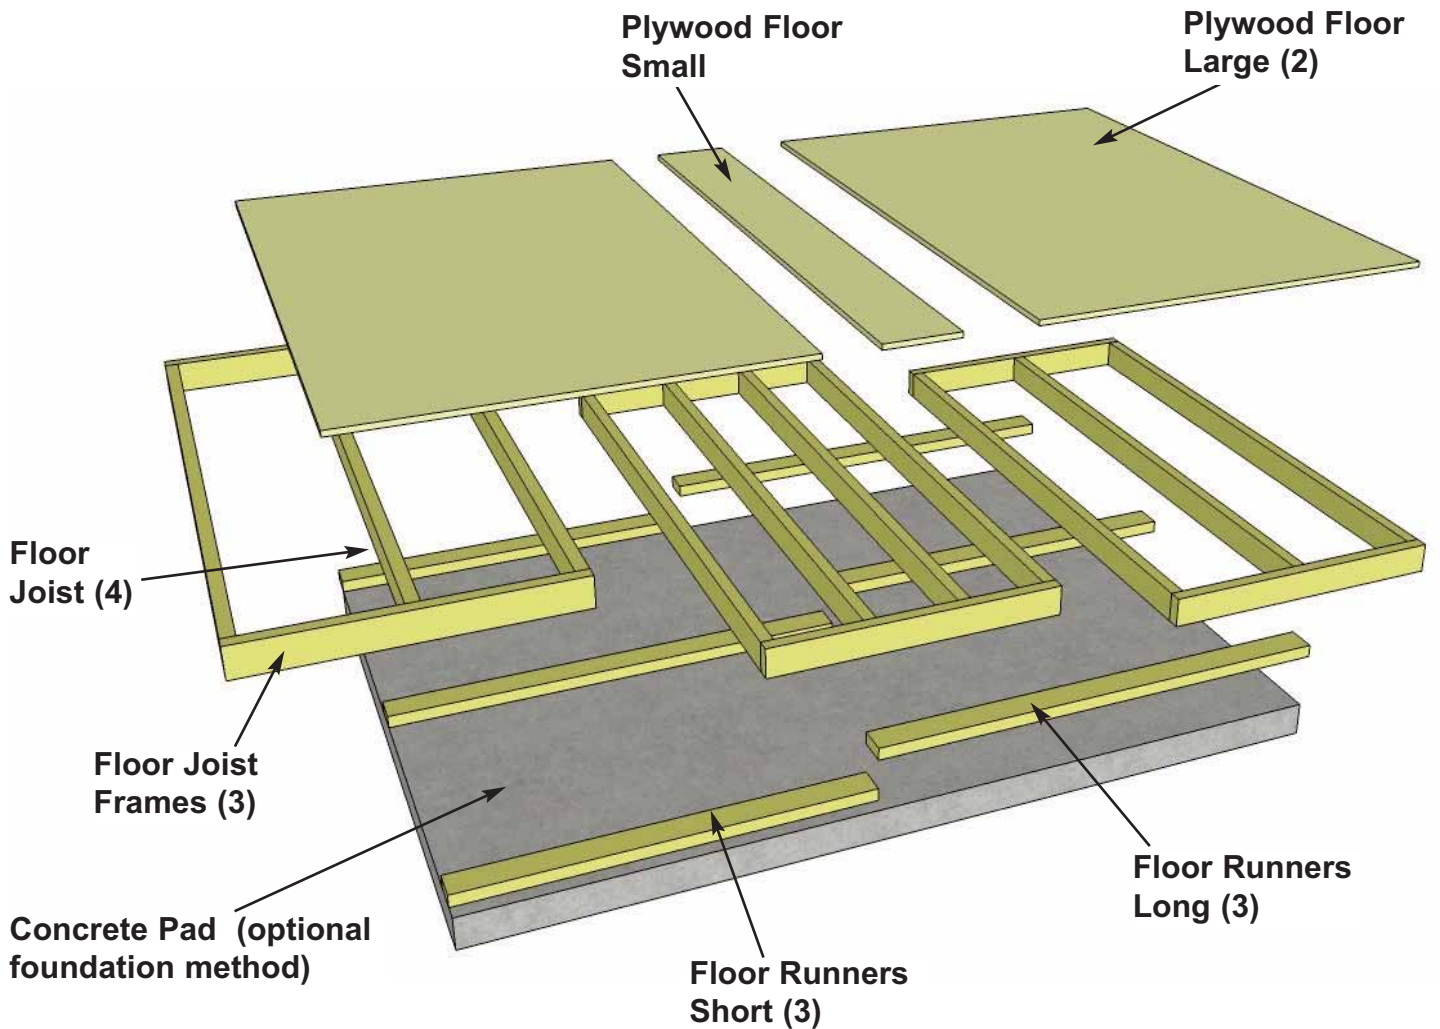 Plywood Floor
Small
Plywood Floor
Large (2)
Floor
Joist (4)
Floor Joist
Frames (3)
Concrete Pad (optional
foundation method)
Floor Runners
Short (3)
Floor Runners
Long (3)